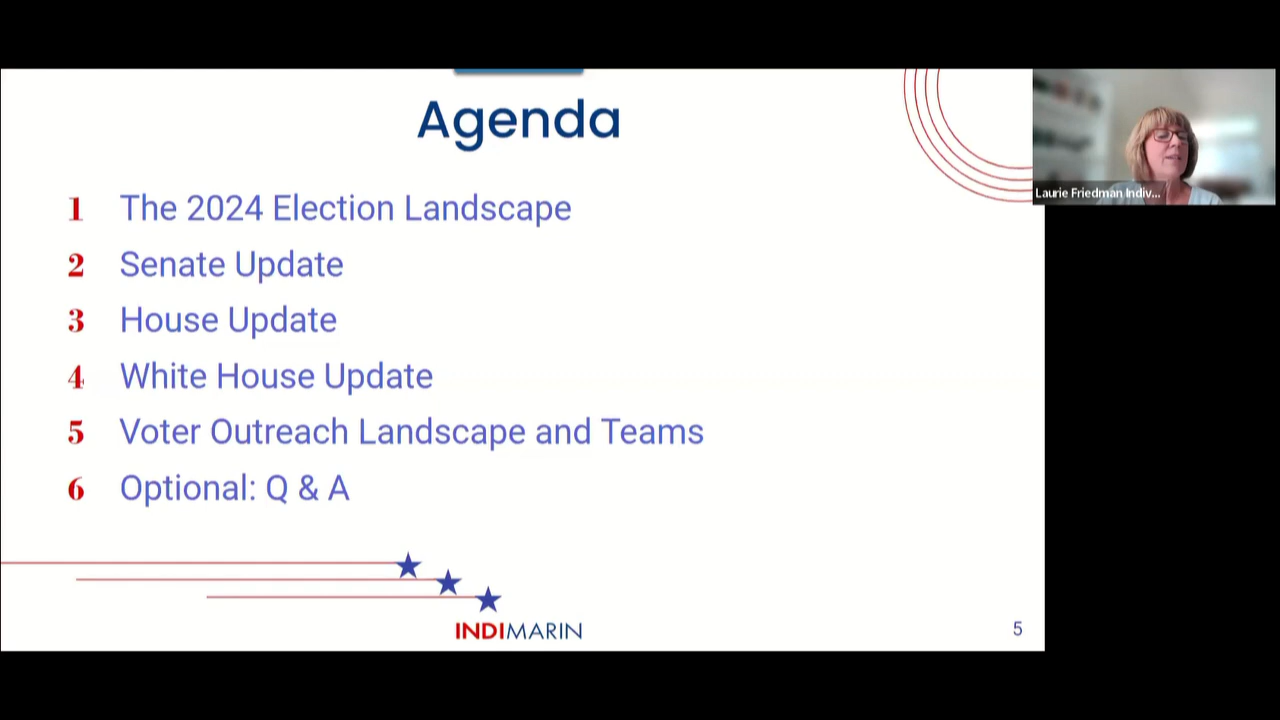 Agenda
1 The 2024 Election Landscape
2 Senate Update
3 House Update
4 White House Update
5 Voter Outreach Landscape and Teams
6 Optional: Q & A
INDIMARIN
5
Laurie Friedman Indiv...